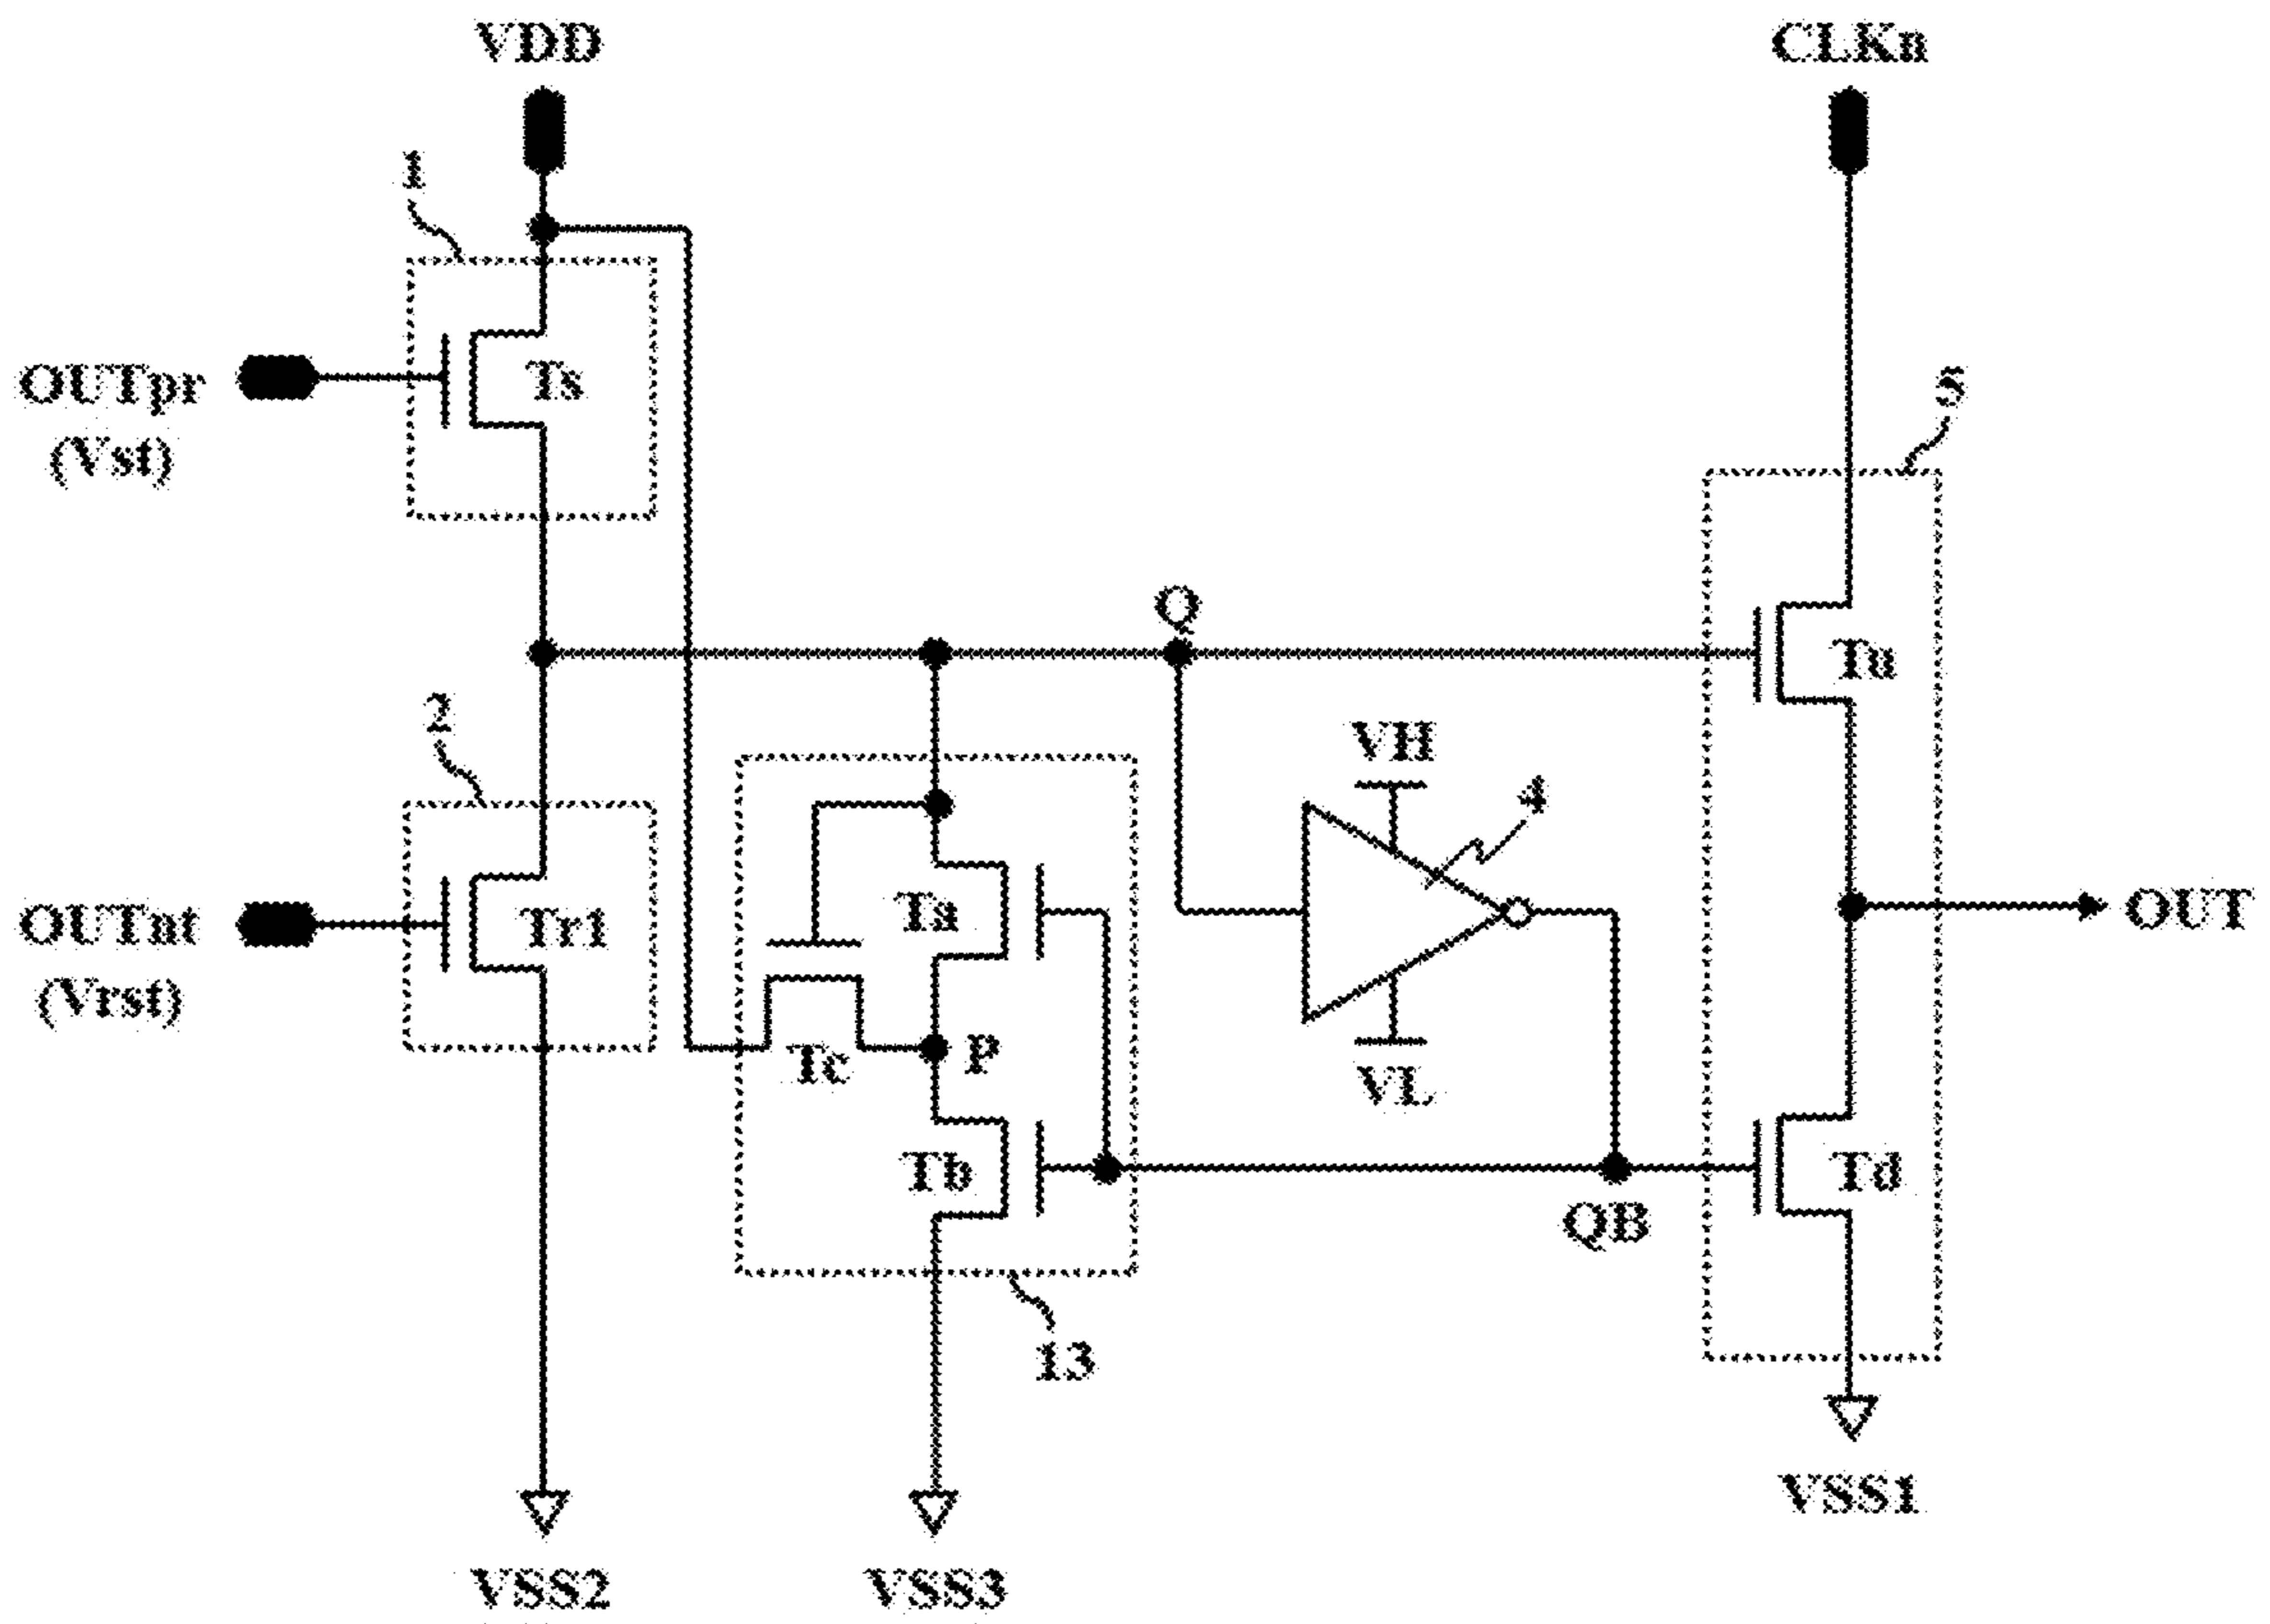 VDD
CLKn
1
OUTpr
(Vst)
Ts
5
Q
Tu
2
VH
4
OUTnt
(Vrst)
Tr1
Ta
OUT
P
Tc
VL
Tb
Td
QB
13
VSS1
VSS2
VSS3